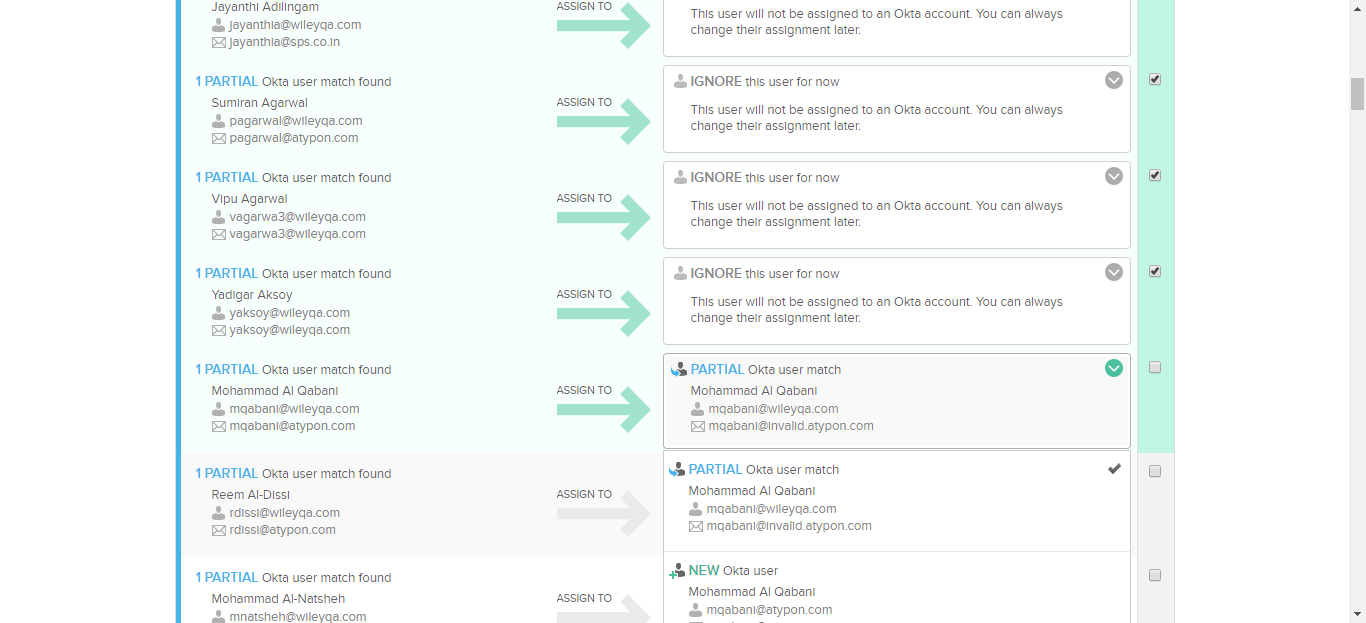 Jayanthi Adilingam
jayanthia@wileyqa.com
jayanthia@sps.co.in
ASSIGN TO
This user will not be assigned to an Okta account. You can always
change their assignment later.
1 PARTIAL Okta user match found
Sumiran Agarwal
pagarwal@wileyqa.com
pagarwal@atypon.com
ASSIGN TO
IGNORE this user for now
This user will not be assigned to an Okta account. You can always
change their assignment later.
1 PARTIAL Okta user match found
Vipu Agarwal
vagarwa3@wileyqa.com
vagarwa3@wileyqa.com
ASSIGN TO
IGNORE this user for now
This user will not be assigned to an Okta account. You can always
change their assignment later.
1 PARTIAL Okta user match found
Yadigar Aksoy
yaksoy@wileyqa.com
yaksoy@wileyqa.com
ASSIGN TO
IGNORE this user for now
This user will not be assigned to an Okta account. You can always
change their assignment later.
1 PARTIAL Okta user match found
Mohammad Al Qabani
mqabani@wileyqa.com
mqabani@atypon.com
ASSIGN TO
PARTIAL Okta user match
Mohammad Al Qabani
mqabani@wileyqa.com
mqabani@invalid.atypon.com
1 PARTIAL Okta user match found
Reem Al-Dissi
rdissi@wileyqa.com
rdissi@atypon.com
ASSIGN TO
PARTIAL Okta user match
Mohammad Al Qabani
mqabani@wileyqa.com
mqabani@invalid.atypon.com
1 PARTIAL Okta user match found
Mohammad Al-Natsheh
mnatsheh@wileyqa.com
ASSIGN TO
NEW Okta user
Mohammad Al Qabani
mqabani@atypon.com